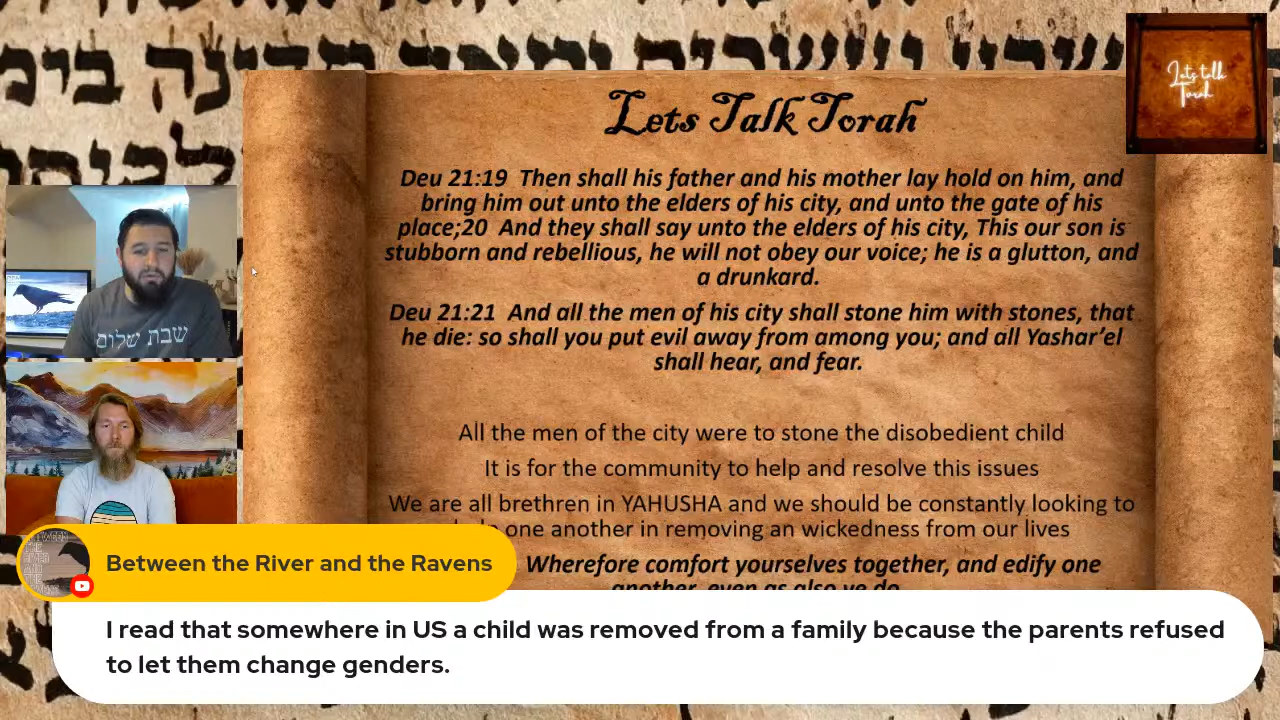 Lets Talk Torah
Lets talk
Torah
Deu 21:19 Then shall his father and his mother lay hold on him, and
bring him out unto the elders of his city, and unto the gate of his
place;20 And they shall say unto the elders of his city, This our son is
stubborn and rebellious, he will not obey our voice; he is a glutton, and
a drunkard.
Deu 21:21 And all the men of his city shall stone him with stones, that
he die: so shall you put evil away from among you; and all Yashar’el
shall hear, and fear.
All the men of the city were to stone the disobedient child
It is for the community to help and resolve this issues
We are all brethren in YAHUSHA and we should be constantly looking to
one another in removing an wickedness from our lives
Wherefore comfort yourselves together, and edify one
another, even as also ye do
שבת שלום
Between the River and the Ravens
I read that somewhere in US a child was removed from a family because the parents refused
to let them change genders.